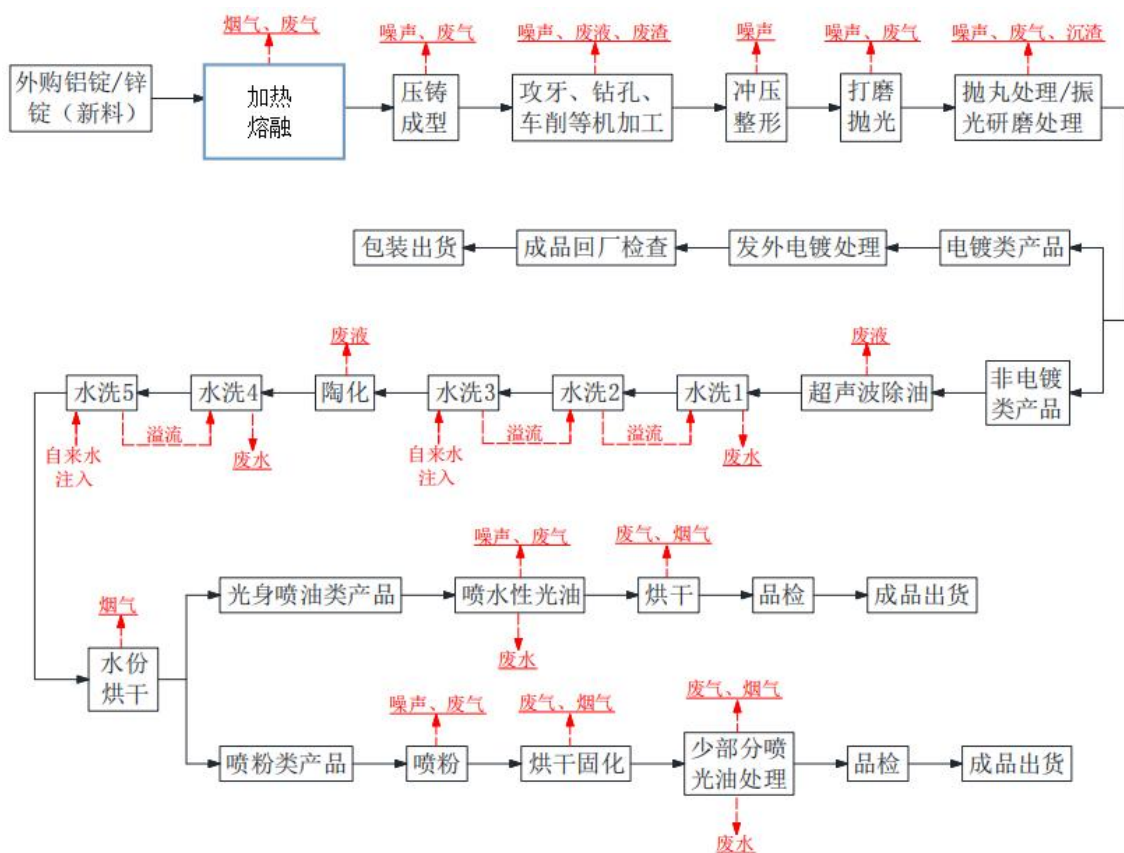 烟气、废气
噪声、废气
噪声、废液、废渣
噪声
噪声、废气
噪声、废气、沉渣
外购铝锭/锌
锭（新料）
加热
熔融
压铸
成型
攻牙、钻孔、
车削等机加工
冲压
整形
打磨
抛光
抛丸处理/振
光研磨处理
包装出货
成品回厂检查
发外电镀处理
电镀类产品
废液
废液
水洗5
水洗4
陶化
水洗3
水洗2
水洗1
超声波除油
非电镀
类产品
溢流
溢流
溢流
自来水
注入
废水
自来水
注入
废水
噪声、废气
废气、烟气
烟气
光身喷油类产品
喷水性光油
烘干
品检
成品出货
水份
烘干
废水
噪声、废气
废气、烟气
废气、烟气
喷粉类产品
喷粉
烘干固化
少部分喷
光油处理
品检
成品出货
废水